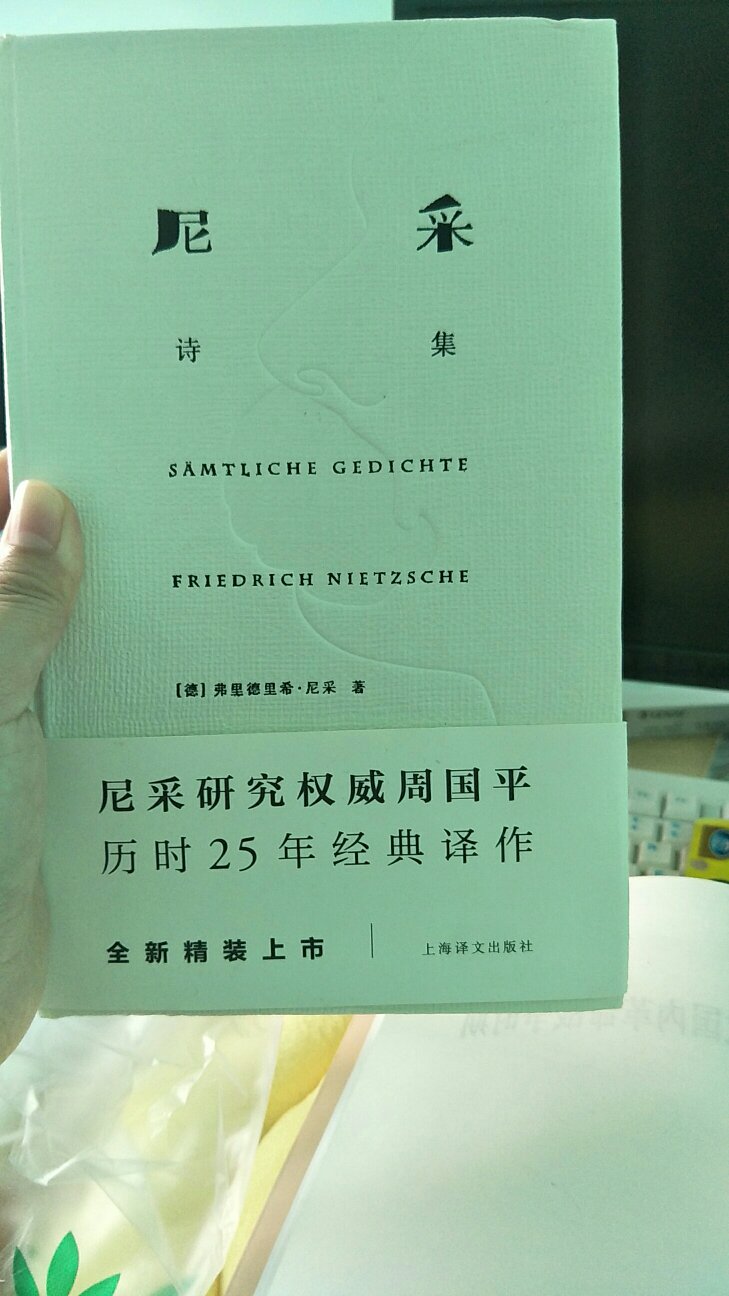 尼采
诗集
SÄMTLICHE GEDICHTE
FRIEDRICH NIETZSCHE
[德] 弗里德里希·尼采 著
尼采研究权威周国平
历时25年经典译作
全新精装上市
上海译文出版社